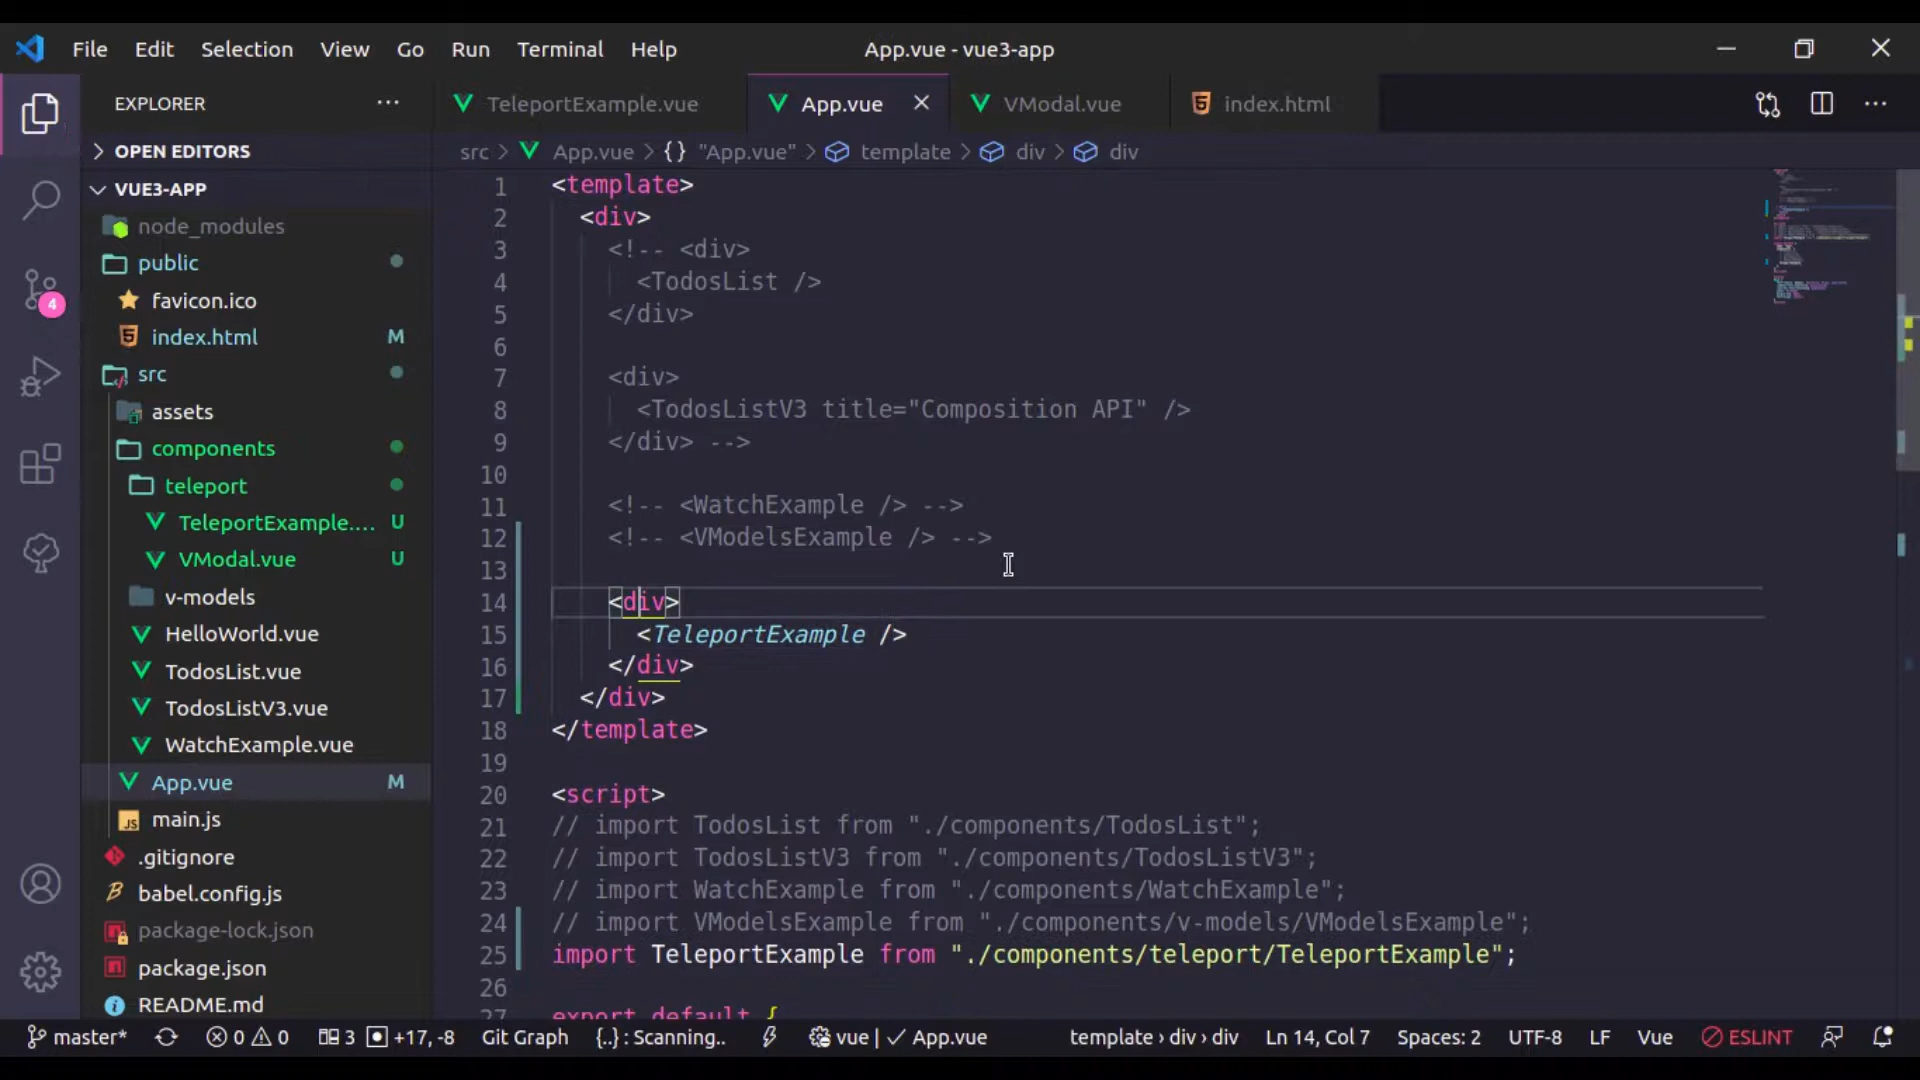 File Edit Selection View Go Run Terminal Help App.vue - vue3-app
EXPLORER
TeleportExample.vue App.vue VModal.vue index.html
OPEN EDITORS
src > App.vue > {} "App.vue" > template > div > div
VUE3-APP
node_modules
public
favicon.ico
index.html M
src
assets
components
teleport
TeleportExample.... U
VModal.vue U
v-models
HelloWorld.vue
TodosList.vue
TodosListV3.vue
WatchExample.vue
App.vue M
main.js
.gitignore
babel.config.js
package-lock.json
package.json
README.md
4
1 <template>
2 <div>
3 <!-- <div>
4 <TodosList />
5 </div>
6
7 <div>
8 <TodosListV3 title="Composition API" />
9 </div> -->
10
11 <!-- <WatchExample /> -->
12 <!-- <VModelsExample /> -->
13
14 <div>
15 <TeleportExample />
16 </div>
17 </div>
18 </template>
19
20 <script>
21 // import TodosList from "./components/TodosList";
22 // import TodosListV3 from "./components/TodosListV3";
23 // import WatchExample from "./components/WatchExample";
24 // import VModelsExample from "./components/v-models/VModelsExample";
25 import TeleportExample from "./components/teleport/TeleportExample";
26
27 export default {
master* 0 0 3 +17, -8 Git Graph {..} : Scanning.. vue | ✓ App.vue template › div › div Ln 14, Col 7 Spaces: 2 UTF-8 LF Vue ESLINT